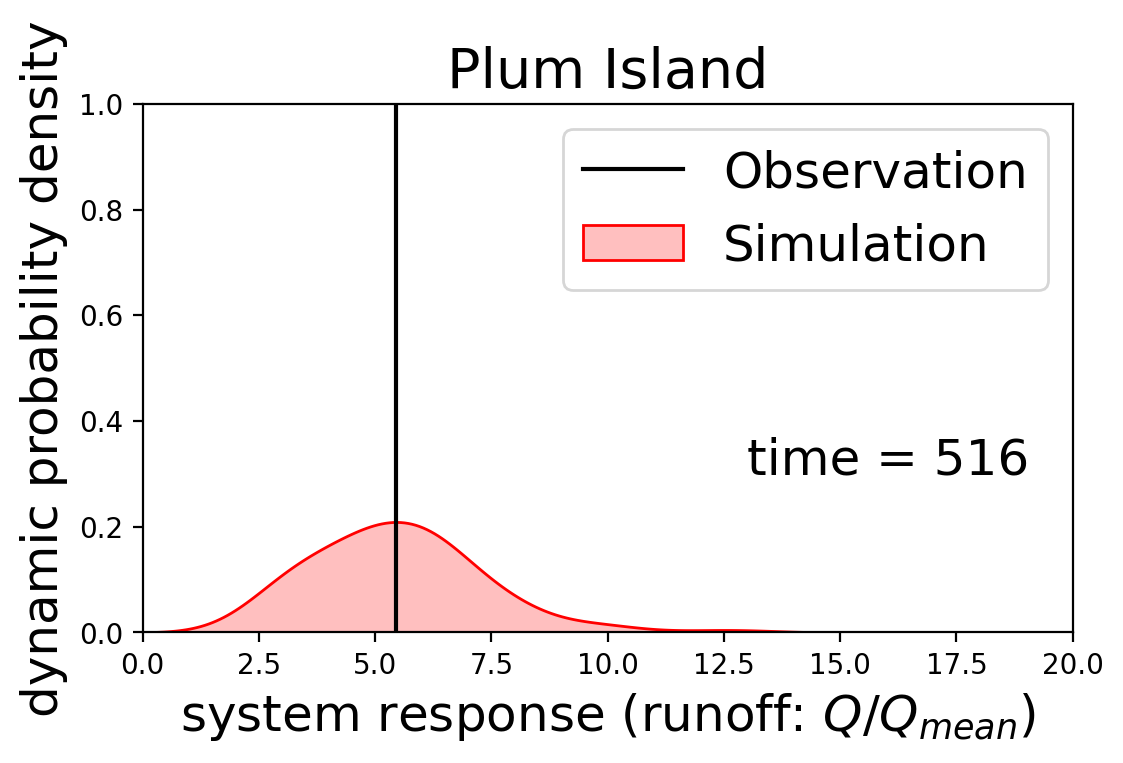 Plum Island
dynamic probability density
1.0
0.8
0.6
0.4
0.2
0.0
Observation
Simulation
time = 516
0.0 2.5 5.0 7.5 10.0 12.5 15.0 17.5 20.0
system response (runoff: Q/Q_mean)